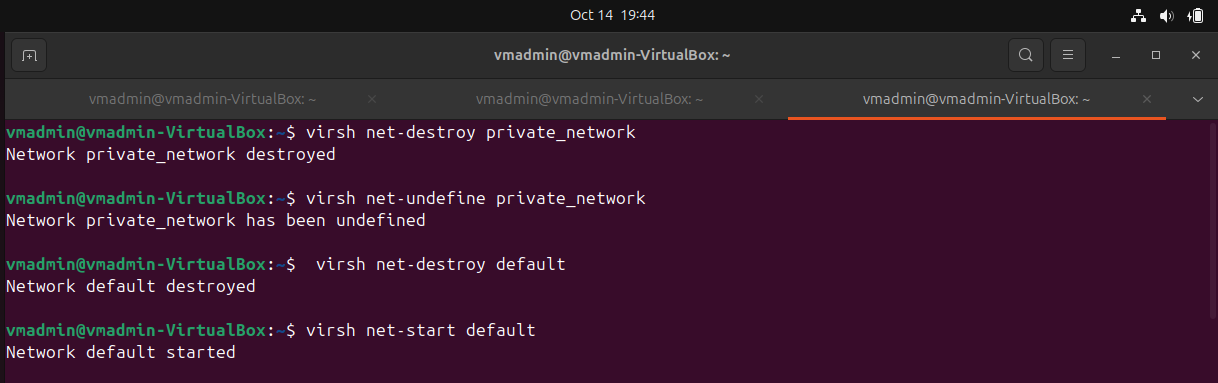 Oct 14 19:44
vmadmin@vmadmin-VirtualBox: ~
vmadmin@vmadmin-VirtualBox: ~
vmadmin@vmadmin-VirtualBox: ~
vmadmin@vmadmin-VirtualBox: ~
vmadmin@vmadmin-VirtualBox:~$ virsh net-destroy private_network
Network private_network destroyed
vmadmin@vmadmin-VirtualBox:~$ virsh net-undefine private_network
Network private_network has been undefined
vmadmin@vmadmin-VirtualBox:~$  virsh net-destroy default
Network default destroyed
vmadmin@vmadmin-VirtualBox:~$ virsh net-start default
Network default started